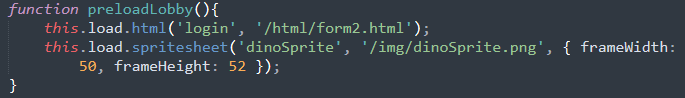 function preloadLobby(){
this.load.html('login', '/html/form2.html');
this.load.spritesheet('dinoSprite', '/img/dinoSprite.png', { frameWidth:
50, frameHeight: 52 });
}